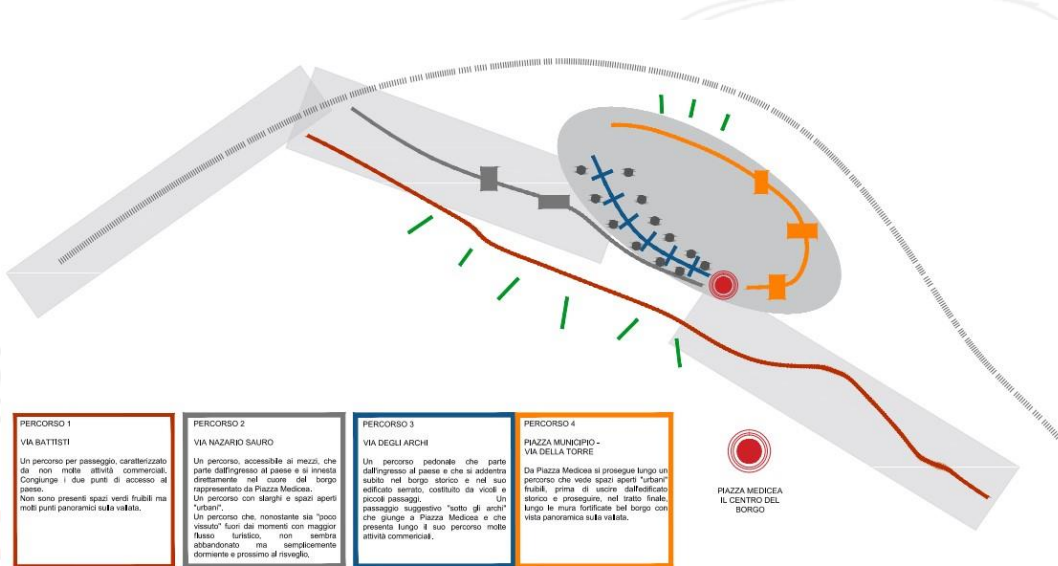 PERCORSO 1
VIA BATTISTI
Un percorso per passeggio, caratterizzato
da non molte attività commerciali.
Congiunge i due punti di accesso al
paese.
Non sono presenti spazi verdi fruibili ma
molti punti panoramici sulla vallata.
PERCORSO 2
VIA NAZARIO SAURO
Un percorso, accessibile ai mezzi, che
parte dall'ingresso al paese e si innesta
direttamente nel cuore del borgo
rappresentato da Piazza Medicea.
Un percorso con slarghi e spazi aperti
"urbani".
Un percorso che, nonostante sia "poco
vissuto" fuori dai momenti con maggior
flusso turistico, non sembra
abbandonato ma semplicemente
dormiente e prossimo al risveglio.
PERCORSO 3
VIA DEGLI ARCHI
Un percorso pedonale che parte
dall'ingresso al paese e che si addentra
subito nel borgo storico e nel suo
edificato serrato, costituito da vicoli e
piccoli passaggi. Un
passaggio suggestivo "sotto gli archi"
che giunge a Piazza Medicea e che
presenta lungo il suo percorso molte
attività commerciali.
PERCORSO 4
PIAZZA MUNICIPIO -
VIA DELLA TORRE
Da Piazza Medicea si prosegue lungo un
percorso che vede spazi aperti "urbani"
fruibili, prima di uscire dall'edificato
storico e proseguire, nel tratto finale,
lungo le mura fortificate bel borgo con
vista panoramica sulla vallata.
PIAZZA MEDICEA
IL CENTRO DEL
BORGO